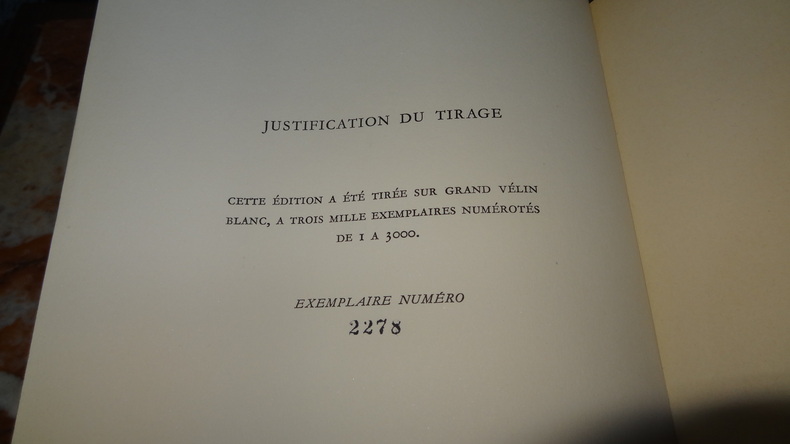 JUSTIFICATION DU TIRAGE
CETTE ÉDITION A ÉTÉ TIRÉE SUR GRAND VÉLIN
BLANC, A TROIS MILLE EXEMPLAIRES NUMÉROTÉS
DE 1 A 3000.
EXEMPLAIRE NUMÉRO
2278